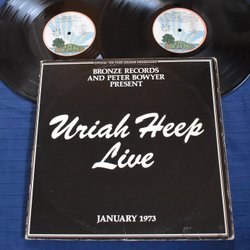 BRONZE RECORDS
AND PETER BOWYER
PRESENT
Uriah Heep
Live
JANUARY 1973